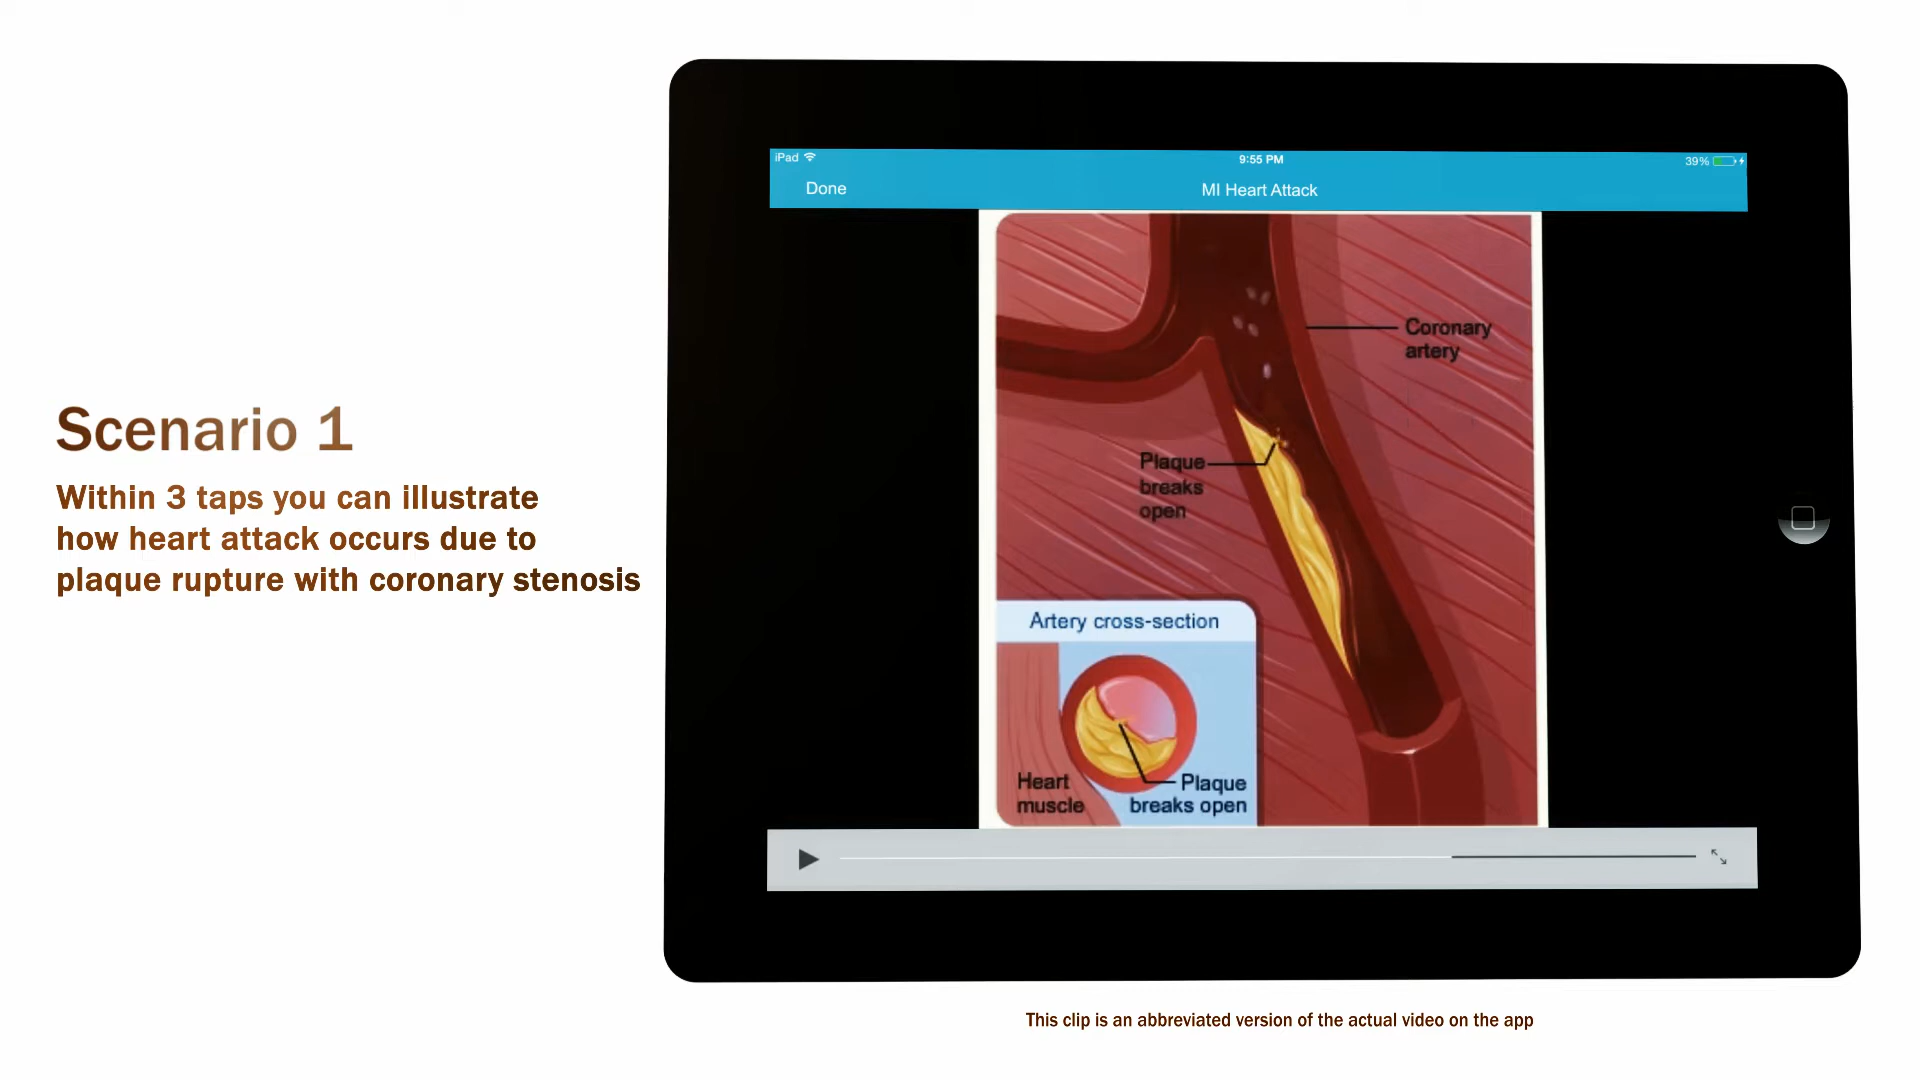 Scenario 1
Within 3 taps you can illustrate
how heart attack occurs due to
plaque rupture with coronary stenosis
iPad
9:55 PM
39%
Done
MI Heart Attack
Coronary
artery
Plaque
breaks
open
Artery cross-section
Heart
muscle
Plaque
breaks open
This clip is an abbreviated version of the actual video on the app